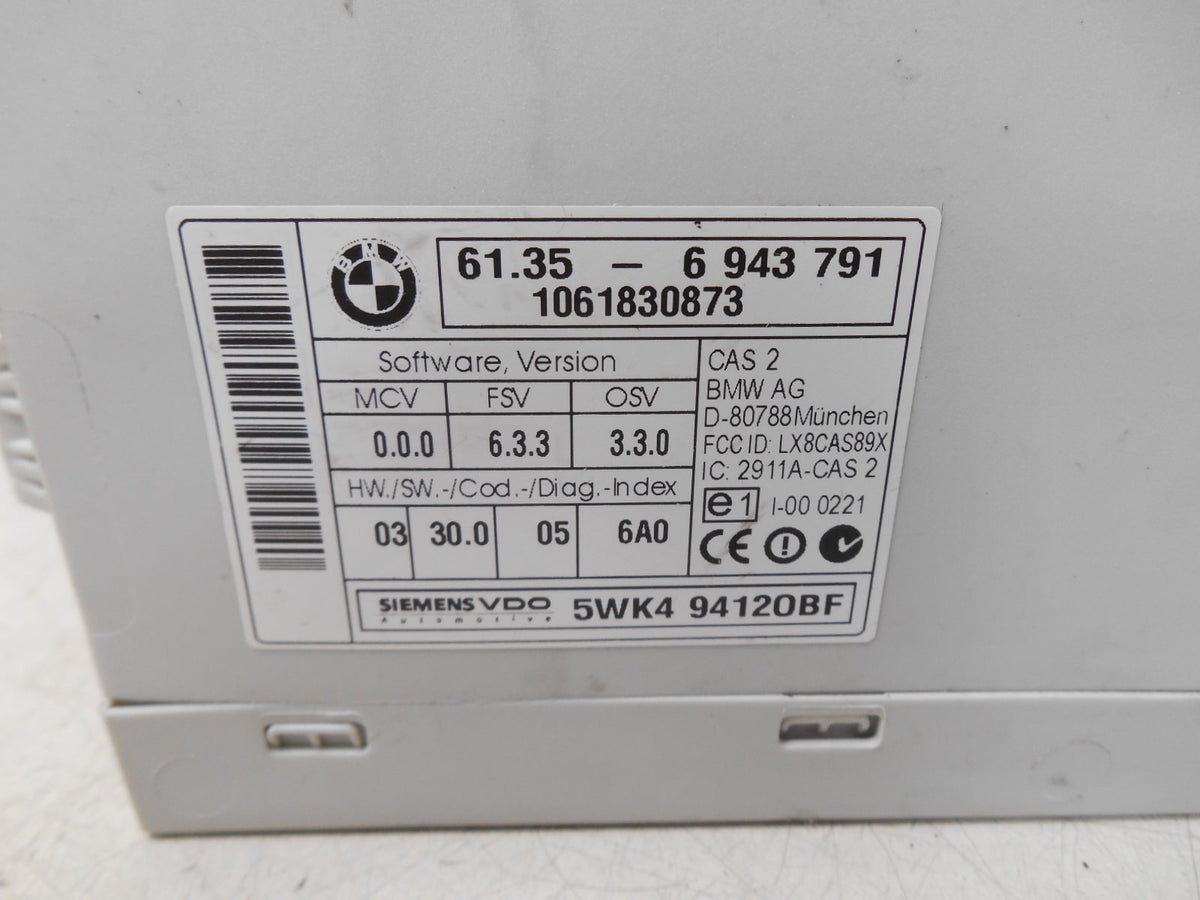 BMW
61.35 – 6 943 791
1061830873
Software, Version
MCV FSV OSV
0.0.0 6.3.3 3.3.0
HW./SW.-/Cod.-/Diag.-Index
03 30.0 05 6A0
CAS 2
BMW AG
D-80788 München
FCC ID: LX8CAS89X
IC: 2911A-CAS 2
e1 I-00 0221
CE
SIEMENS VDO 5WK4 94120BF
Automotive